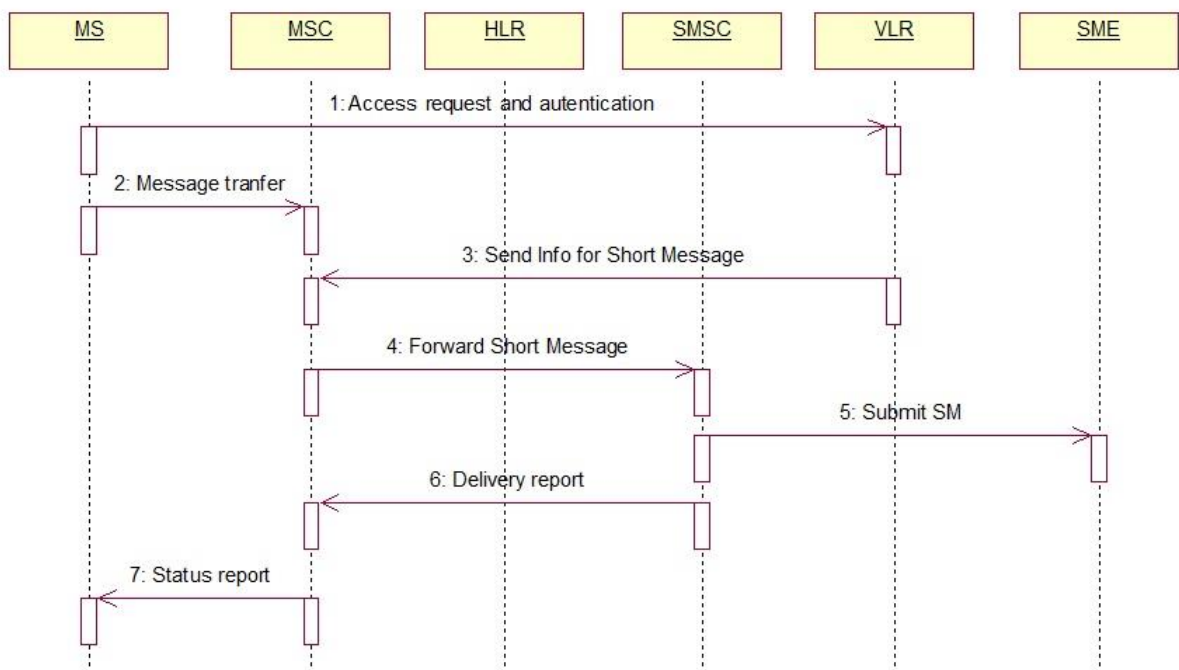 MS
MSC
HLR
SMSC
VLR
SME
1: Access request and autentication
2: Message tranfer
3: Send Info for Short Message
4: Forward Short Message
5: Submit SM
6: Delivery report
7: Status report